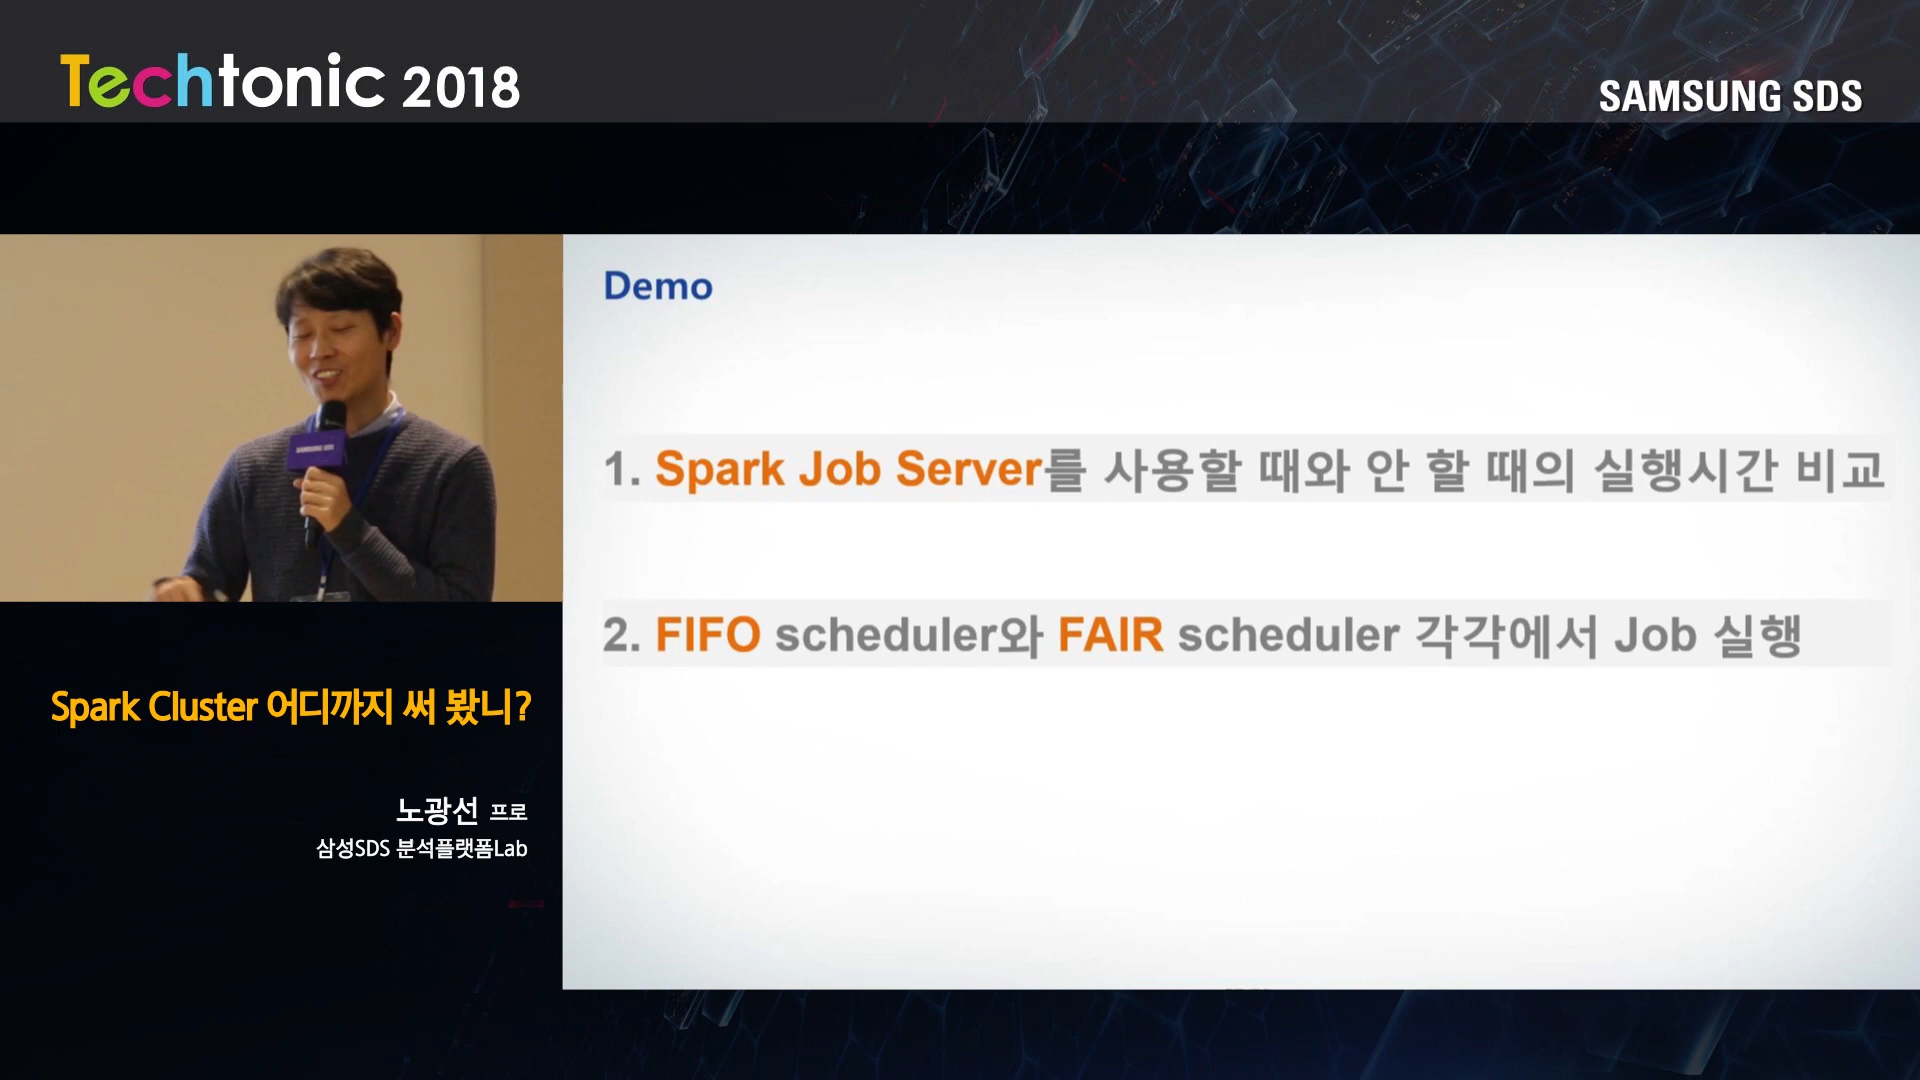 Techtonic 2018
SAMSUNG SDS
SAMSUNG SDS
Spark Cluster 어디까지 써 봤니?
노광선 프로
삼성SDS 분석플랫폼Lab
Demo
1. Spark Job Server를 사용할 때와 안 할 때의 실행시간 비교
2. FIFO scheduler와 FAIR scheduler 각각에서 Job 실행